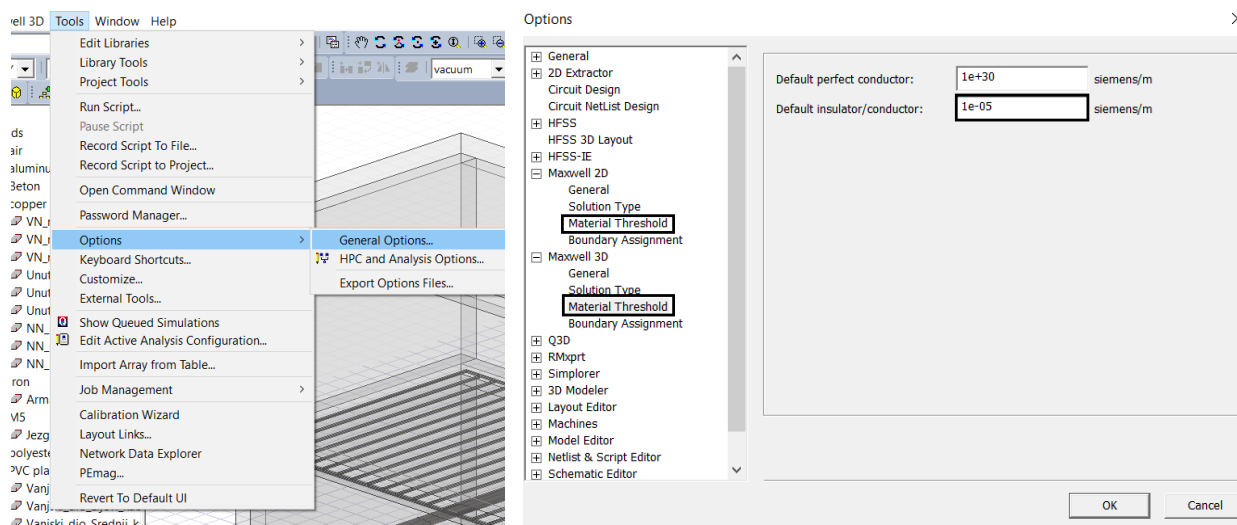 ell 3D Tools Window Help
Edit Libraries
Library Tools
Project Tools
Run Script...
Pause Script
Record Script To File...
Record Script to Project...
Open Command Window
Password Manager...
Options
Keyboard Shortcuts...
Customize...
External Tools...
Show Queued Simulations
Edit Active Analysis Configuration...
Import Array from Table...
Job Management
Calibration Wizard
Layout Links...
Network Data Explorer
PEmag...
Revert To Default UI
General Options...
HPC and Analysis Options...
Export Options Files...
vacuum
ds
air
aluminu
Beton
copper
VN_r
VN_r
VN_r
Unut
Unut
Unut
NN_
NN_
NN_
ron
Arm
M5
Jezg
polyeste
PVC pla
Vanj
Vanj
Vanjski_dio_Srednji_k
Options
General
2D Extractor
Circuit Design
Circuit NetList Design
HFSS
HFSS 3D Layout
HFSS-IE
Maxwell 2D
General
Solution Type
Material Threshold
Boundary Assignment
Maxwell 3D
General
Solution Type
Material Threshold
Boundary Assignment
Q3D
RMxprt
Simplorer
3D Modeler
Layout Editor
Machines
Model Editor
Netlist & Script Editor
Schematic Editor
Default perfect conductor: 1e+30 siemens/m
Default insulator/conductor: 1e-05 siemens/m
OK Cancel